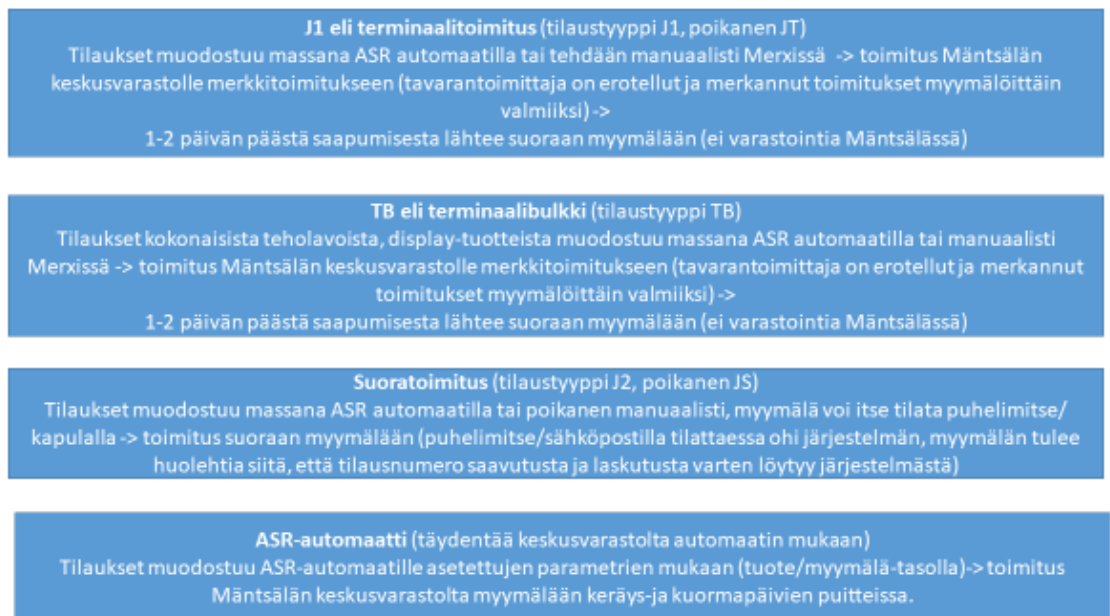 J1 eli terminaalitoimitus (tilaustyyppi J1, poikanen JT)
Tilaukset muodostuu massana ASR automaatilla tai tehdään manuaalisti Merxissä -> toimitus Mäntsälän
keskusvarastolle merkkitoimitukseen (tavarantoimittaja on erotellut ja merkannut toimitukset myymälöittäin
valmiiksi) ->
1-2 päivän päästä saapumisesta lähtee suoraan myymälään (ei varastointia Mäntsälässä)
TB eli terminaalibulkki (tilaustyyppi TB)
Tilaukset kokonaisista teholavoista, display-tuotteista muodostuu massana ASR automaatilla tai manuaalisti
Merxissä -> toimitus Mäntsälän keskusvarastolle merkkitoimitukseen (tavarantoimittaja on erotellut ja merkannut
toimitukset myymälöittäin valmiiksi) ->
1-2 päivän päästä saapumisesta lähtee suoraan myymälään (ei varastointia Mäntsälässä)
Suoratoimitus (tilaustyyppi J2, poikanen JS)
Tilaukset muodostuu massana ASR automaatilla tai poikanen manuaalisti, myymälä voi itse tilata puhelimitse/
kapulalla -> toimitus suoraan myymälään (puhelimitse/sähköpostilla tilattaessa ohi järjestelmän, myymälän tulee
huolehtia siitä, että tilausnumero saavutusta ja laskutusta varten löytyy järjestelmästä)
ASR-automaatti (täydentää keskusvarastolta automaatin mukaan)
Tilaukset muodostuu ASR-automaatille asetettujen parametrien mukaan (tuote/myymälä-tasolla)-> toimitus
Mäntsälän keskusvarastolta myymälään keräys-ja kuormapäivien puitteissa.